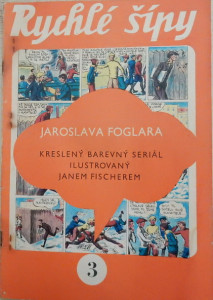 Rychlé šípy
JAROSLAVA FOGLARA
KRESLENÝ BAREVNÝ SERIÁL
ILUSTROVANÝ
JANEM FISCHEREM
3